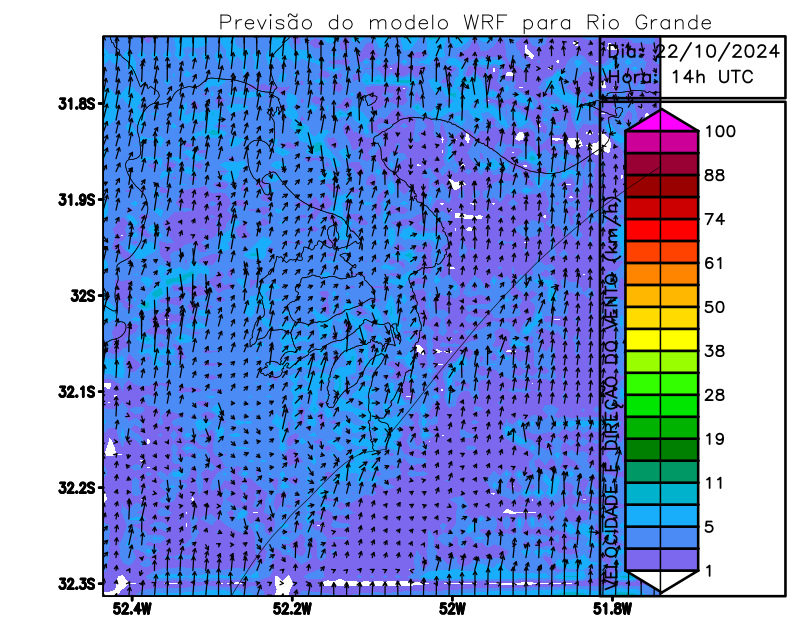 Previsão do modelo WRF para Rio Grande
Dia: 22/10/2024
Hora: 14h UTC
31.8S
31.9S
32S
32.1S
32.2S
32.3S
52.4W
52.2W
52W
51.8W
VELOCIDADE E DIREÇÃO DO VENTO (km/h)
100
88
74
61
50
38
28
19
11
5
1